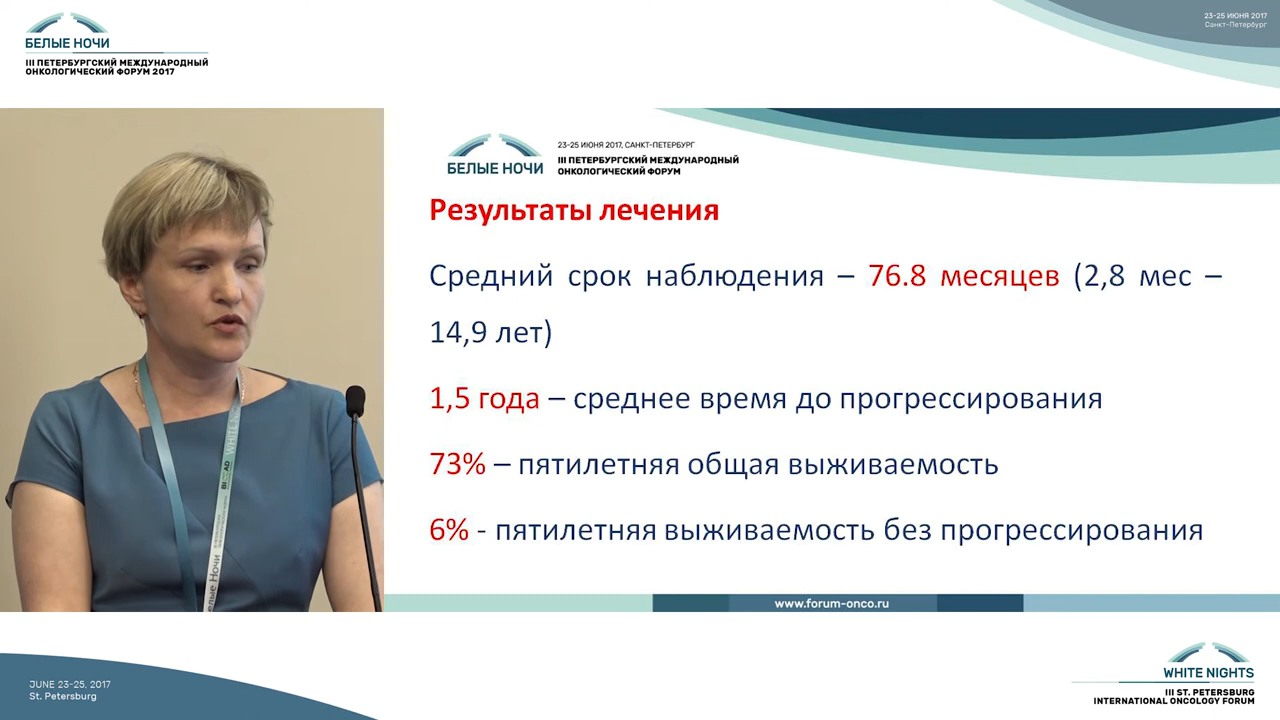 БЕЛЫЕ НОЧИ
III ПЕТЕРБУРГСКИЙ МЕЖДУНАРОДНЫЙ
ОНКОЛОГИЧЕСКИЙ ФОРУМ 2017
23-25 ИЮНЯ 2017
Санкт-Петербург
БЕЛЫЕ НОЧИ
23-25 ИЮНЯ 2017, САНКТ-ПЕТЕРБУРГ
III ПЕТЕРБУРГСКИЙ МЕЖДУНАРОДНЫЙ
ОНКОЛОГИЧЕСКИЙ ФОРУМ
Результаты лечения
Средний срок наблюдения – 76.8 месяцев (2,8 мес –
14,9 лет)
1,5 года – среднее время до прогрессирования
73% – пятилетняя общая выживаемость
6% - пятилетняя выживаемость без прогрессирования
www.forum-onco.ru
JUNE 23-25, 2017
St. Petersburg
WHITE NIGHTS
III ST. PETERSBURG
INTERNATIONAL ONCOLOGY FORUM